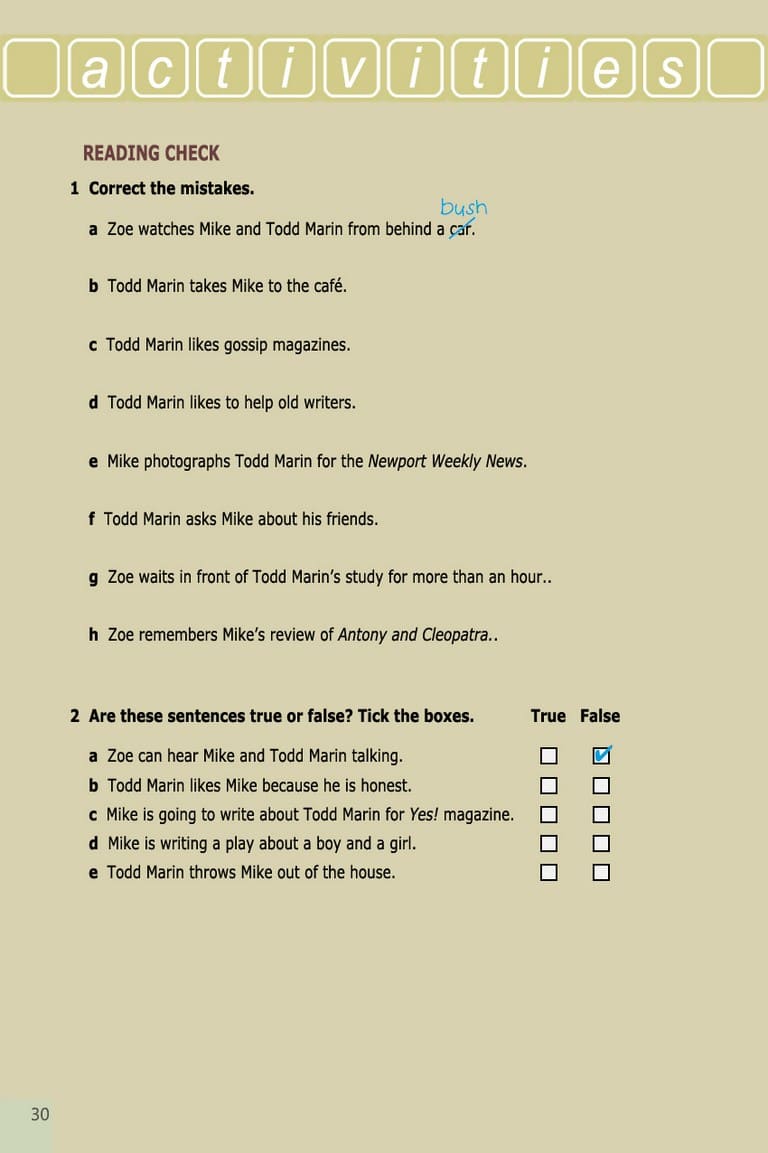 activities
READING CHECK
1 Correct the mistakes.
bush
a Zoe watches Mike and Todd Marin from behind a car.
b Todd Marin takes Mike to the café.
c Todd Marin likes gossip magazines.
d Todd Marin likes to help old writers.
e Mike photographs Todd Marin for the Newport Weekly News.
f Todd Marin asks Mike about his friends.
g Zoe waits in front of Todd Marin's study for more than an hour..
h Zoe remembers Mike's review of Antony and Cleopatra..
2 Are these sentences true or false? Tick the boxes. True False
a Zoe can hear Mike and Todd Marin talking.
b Todd Marin likes Mike because he is honest.
c Mike is going to write about Todd Marin for Yes! magazine.
d Mike is writing a play about a boy and a girl.
e Todd Marin throws Mike out of the house.
30